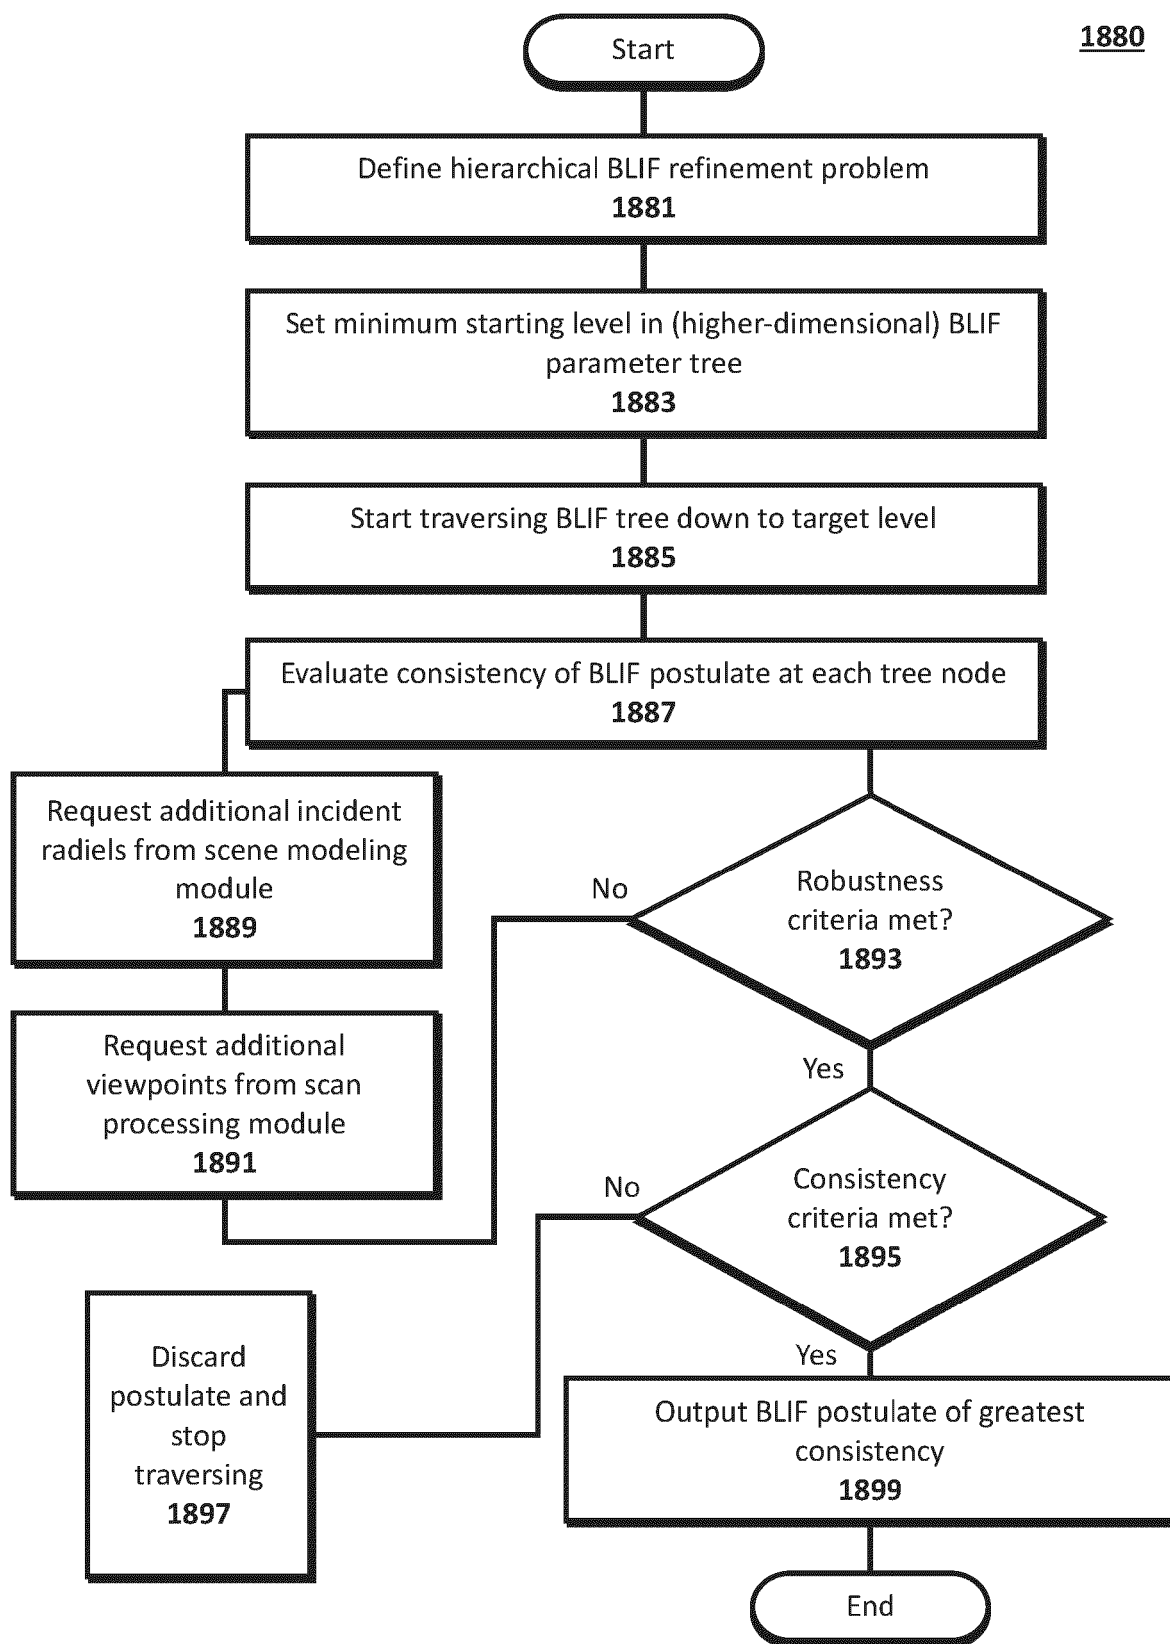 1880
Start
Define hierarchical BLIF refinement problem
1881
Set minimum starting level in (higher-dimensional) BLIF
parameter tree
1883
Start traversing BLIF tree down to target level
1885
Evaluate consistency of BLIF postulate at each tree node
1887
Request additional incident
radiels from scene modeling
module
1889
Request additional
viewpoints from scan
processing module
1891
No
Robustness
criteria met?
1893
Yes
No
Consistency
criteria met?
1895
Yes
Discard
postulate and
stop
traversing
1897
Output BLIF postulate of greatest
consistency
1899
End